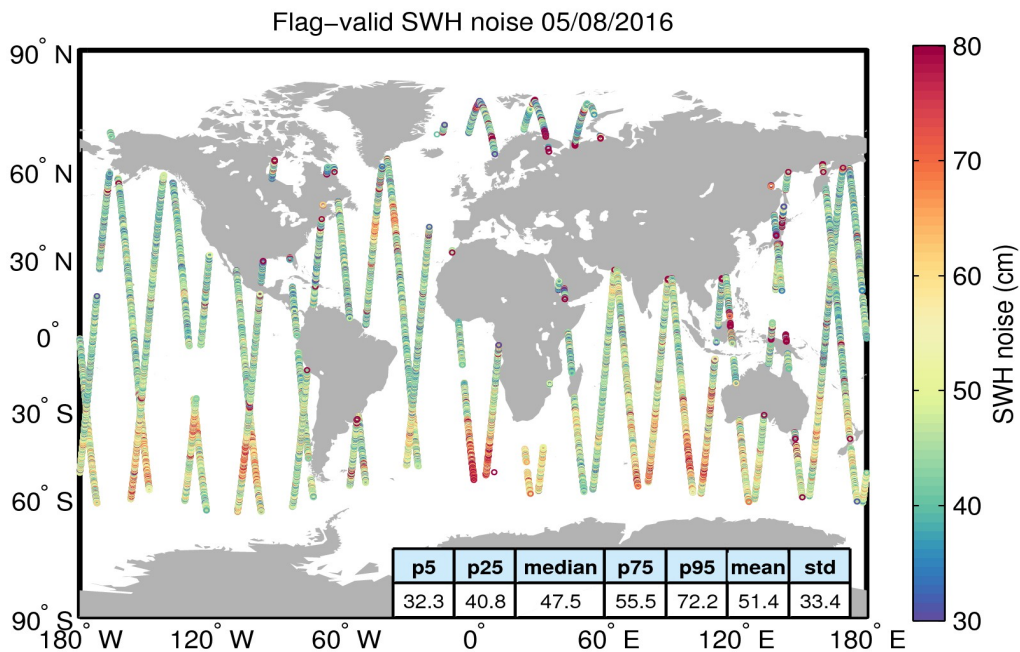 Flag−valid SWH noise 05/08/2016
90° N
60° N
30° N
0°
30° S
60° S
90° S
180° W
120° W
60° W
0°
60° E
120° E
180° E
p5 p25 median p75 p95 mean std
32.3 40.8 47.5 55.5 72.2 51.4 33.4
80
70
60
50
40
30
SWH noise (cm)